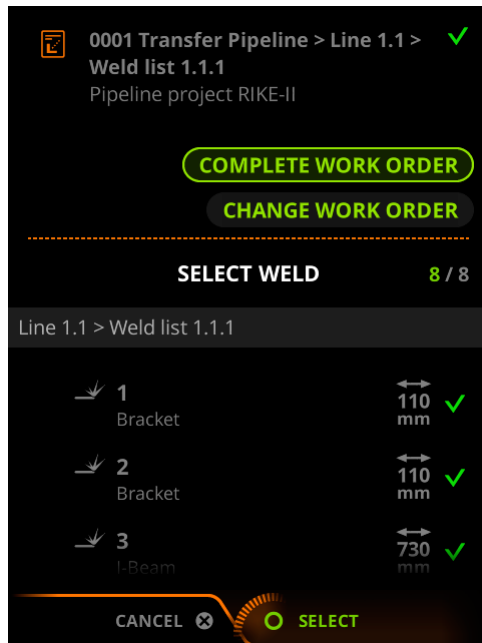 0001 Transfer Pipeline > Line 1.1 >
Weld list 1.1.1
Pipeline project RIKE-II
COMPLETE WORK ORDER
CHANGE WORK ORDER
SELECT WELD 8 / 8
Line 1.1 > Weld list 1.1.1
1 110
Bracket mm
2 110
Bracket mm
3 730
I-Beam mm
CANCEL SELECT